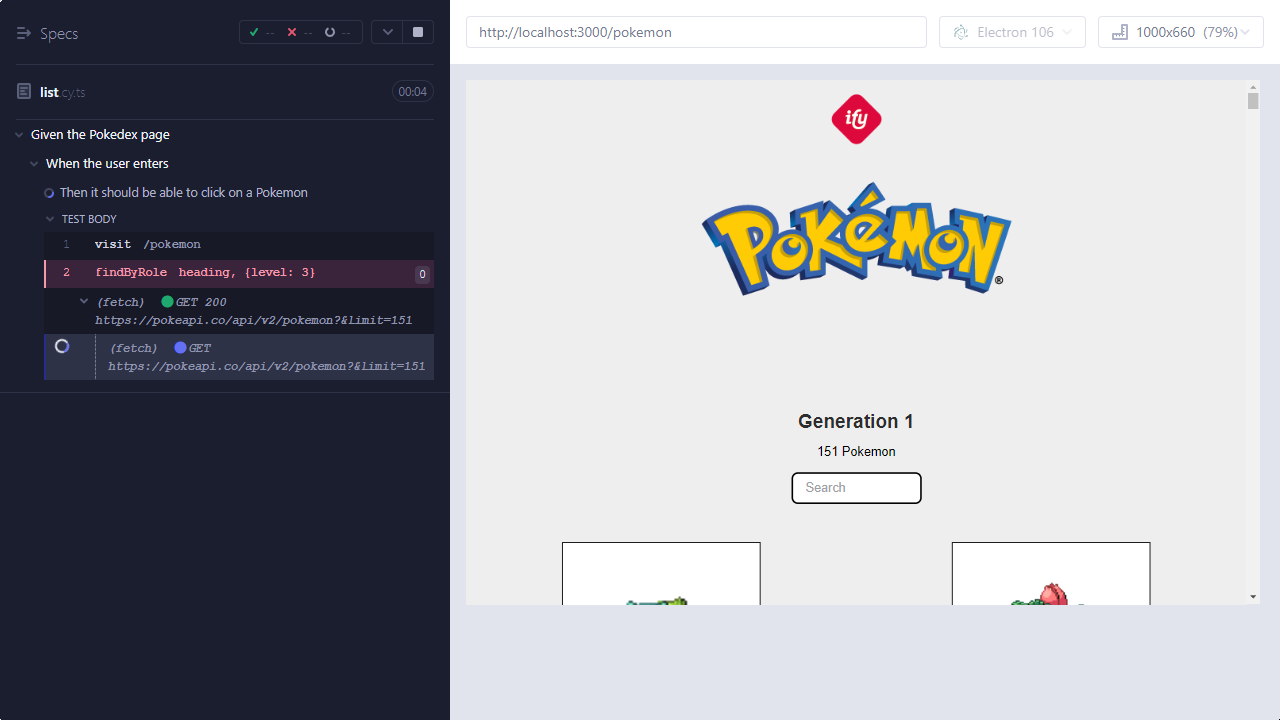 Specs
-- -- --
list.cy.ts
00:04
Given the Pokedex page
When the user enters
Then it should be able to click on a Pokemon
TEST BODY
1 visit /pokemon
2 findByRole heading, {level: 3} 0
(fetch) GET 200
https://pokeapi.co/api/v2/pokemon?&limit=151
(fetch) GET
https://pokeapi.co/api/v2/pokemon?&limit=151
http://localhost:3000/pokemon
Electron 106
1000x660 (79%)
ify
POKéMON®
Generation 1
151 Pokemon
Search